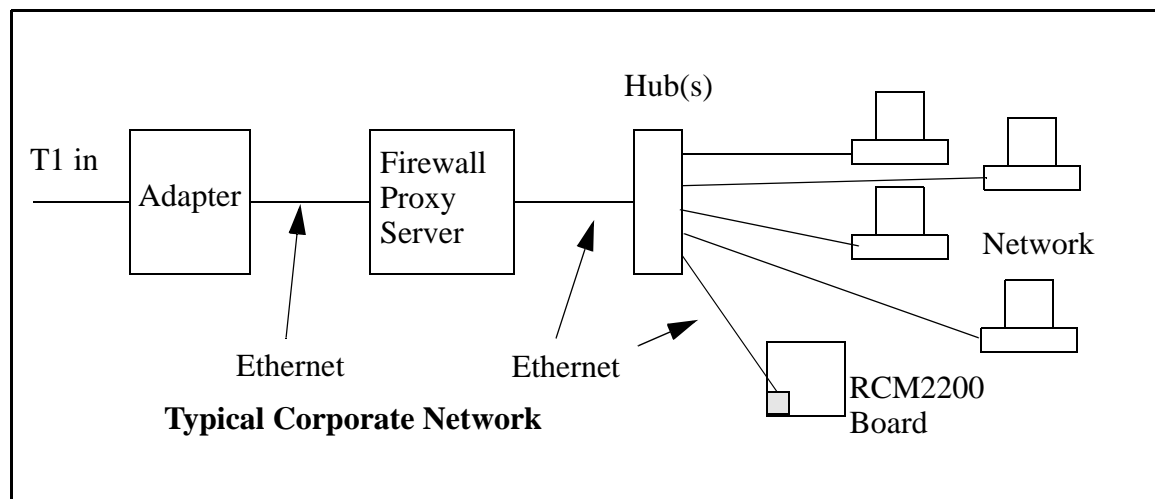 Hub(s)
T1 in
Adapter
Firewall
Proxy
Server
Network
Ethernet
Ethernet
RCM2200
Board
Typical Corporate Network